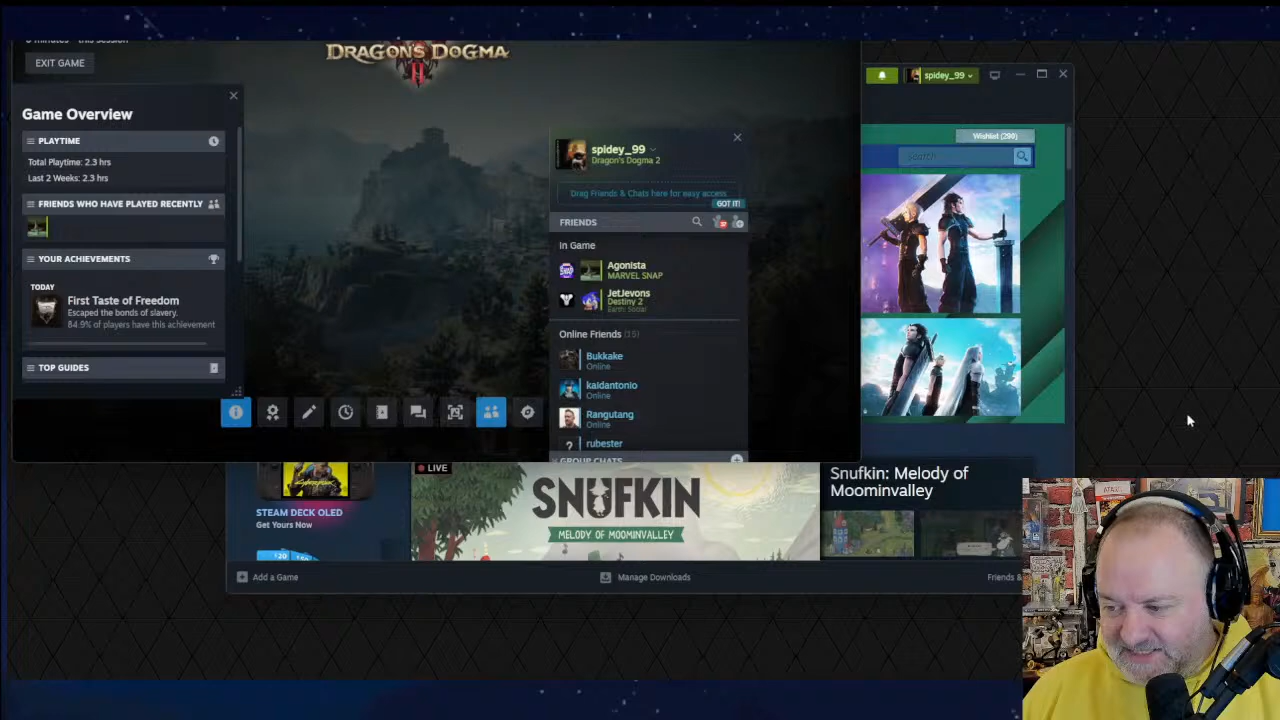 EXIT GAME
DRAGON'S DOGMA
II
Game Overview
PLAYTIME
Total Playtime: 2.3 hrs
Last 2 Weeks: 2.3 hrs
FRIENDS WHO HAVE PLAYED RECENTLY
YOUR ACHIEVEMENTS
TODAY
First Taste of Freedom
Escaped the bonds of slavery.
84.9% of players have this achievement
TOP GUIDES
spidey_99
Dragon's Dogma 2
Drag Friends & Chats here for easy access
GOT IT!
FRIENDS
In Game
Agonista
MARVEL SNAP
JetJevons
Destiny 2
Earth: Social
Online Friends (15)
Bukkake
Online
kaidantonio
Online
Rangutang
Online
rubester
GROUP CHATS
spidey_99
Wishlist (290)
Search
STEAM DECK OLED
Get Yours Now
LIVE
SNUFKIN
MELODY OF MOOMINVALLEY
Snufkin: Melody of
Moominvalley
Add a Game
Manage Downloads
Friends &